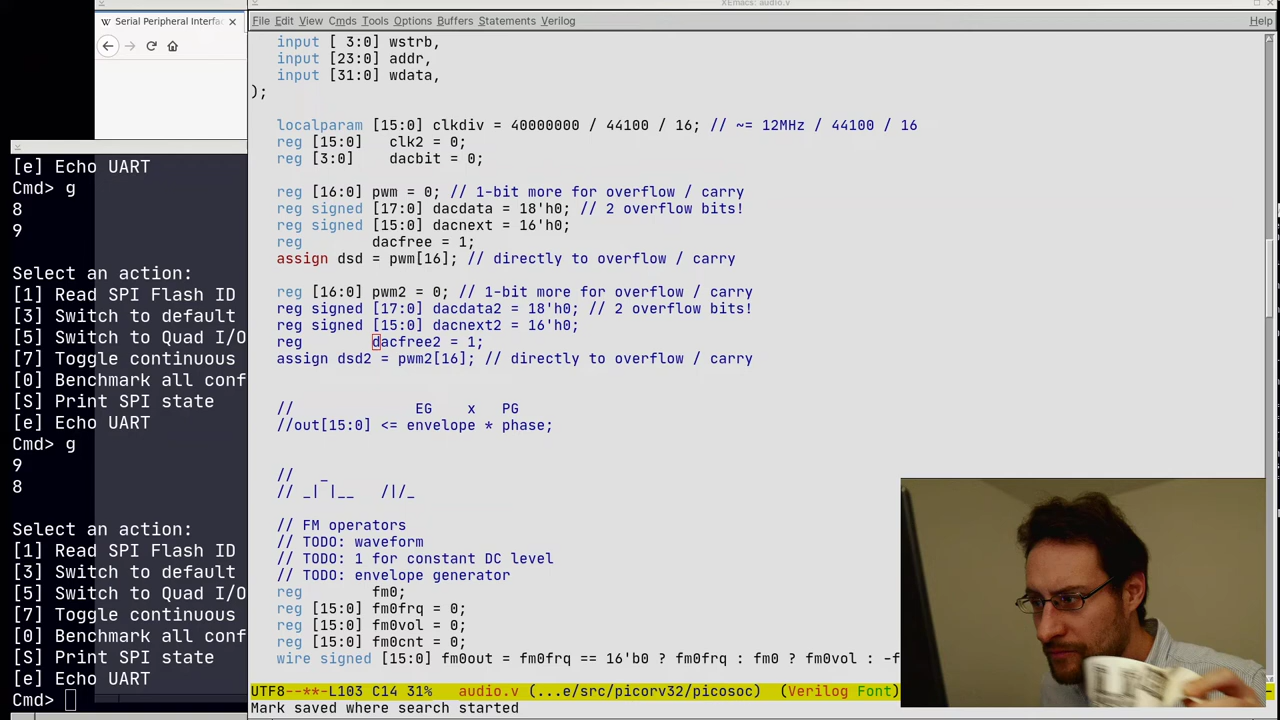 XEmacs: audio.v
W Serial Peripheral Interfa
File Edit View Cmds Tools Options Buffers Statements Verilog Help
input [ 3:0] wstrb,
input [23:0] addr,
input [31:0] wdata,
);
localparam [15:0] clkdiv = 40000000 / 44100 / 16; // ~= 12MHz / 44100 / 16
reg [15:0] clk2 = 0;
reg [3:0] dacbit = 0;
reg [16:0] pwm = 0; // 1-bit more for overflow / carry
reg signed [17:0] dacdata = 18'h0; // 2 overflow bits!
reg signed [15:0] dacnext = 16'h0;
reg dacfree = 1;
assign dsd = pwm[16]; // directly to overflow / carry
reg [16:0] pwm2 = 0; // 1-bit more for overflow / carry
reg signed [17:0] dacdata2 = 18'h0; // 2 overflow bits!
reg signed [15:0] dacnext2 = 16'h0;
reg dacfree2 = 1;
assign dsd2 = pwm2[16]; // directly to overflow / carry
// EG x PG
//out[15:0] <= envelope * phase;
// _
// _| |__ /|/_
// FM operators
// TODO: waveform
// TODO: 1 for constant DC level
// TODO: envelope generator
reg fm0;
reg [15:0] fm0frq = 0;
reg [15:0] fm0vol = 0;
reg [15:0] fm0cnt = 0;
wire signed [15:0] fm0out = fm0frq == 16'b0 ? fm0frq : fm0 ? fm0vol : -f
UTF8--**-L103 C14 31% audio.v (...e/src/picorv32/picosoc) (Verilog Font)
Mark saved where search started
[e] Echo UART
Cmd> g
8
9
Select an action:
[1] Read SPI Flash ID
[3] Switch to default
[5] Switch to Quad I/O
[7] Toggle continuous
[0] Benchmark all conf
[S] Print SPI state
[e] Echo UART
Cmd> g
9
8
Select an action:
[1] Read SPI Flash ID
[3] Switch to default
[5] Switch to Quad I/O
[7] Toggle continuous
[0] Benchmark all conf
[S] Print SPI state
[e] Echo UART
Cmd>